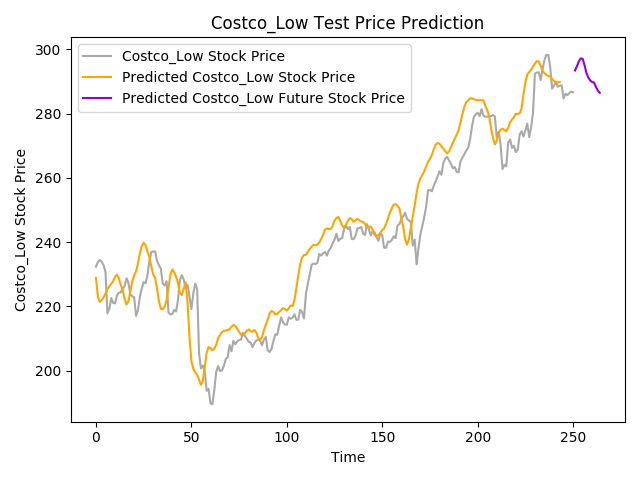 Costco_Low Test Price Prediction
Costco_Low Stock Price
Predicted Costco_Low Stock Price
Predicted Costco_Low Future Stock Price
Costco_Low Stock Price
300
280
260
240
220
200
0 50 100 150 200 250
Time